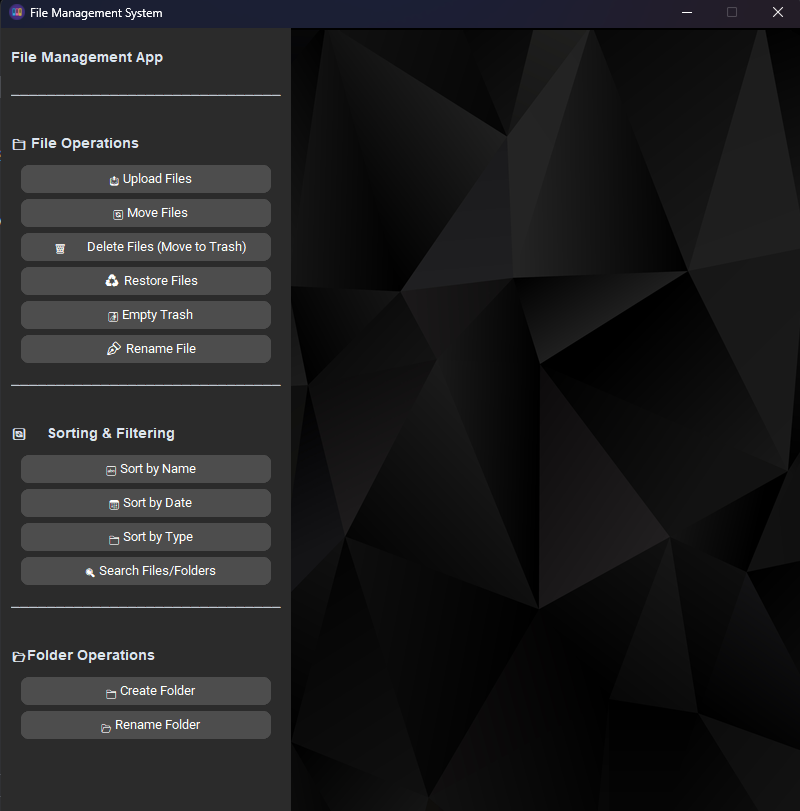 File Management System
File Management App
File Operations
Upload Files
Move Files
Delete Files (Move to Trash)
Restore Files
Empty Trash
Rename File
Sorting & Filtering
Sort by Name
Sort by Date
Sort by Type
Search Files/Folders
Folder Operations
Create Folder
Rename Folder